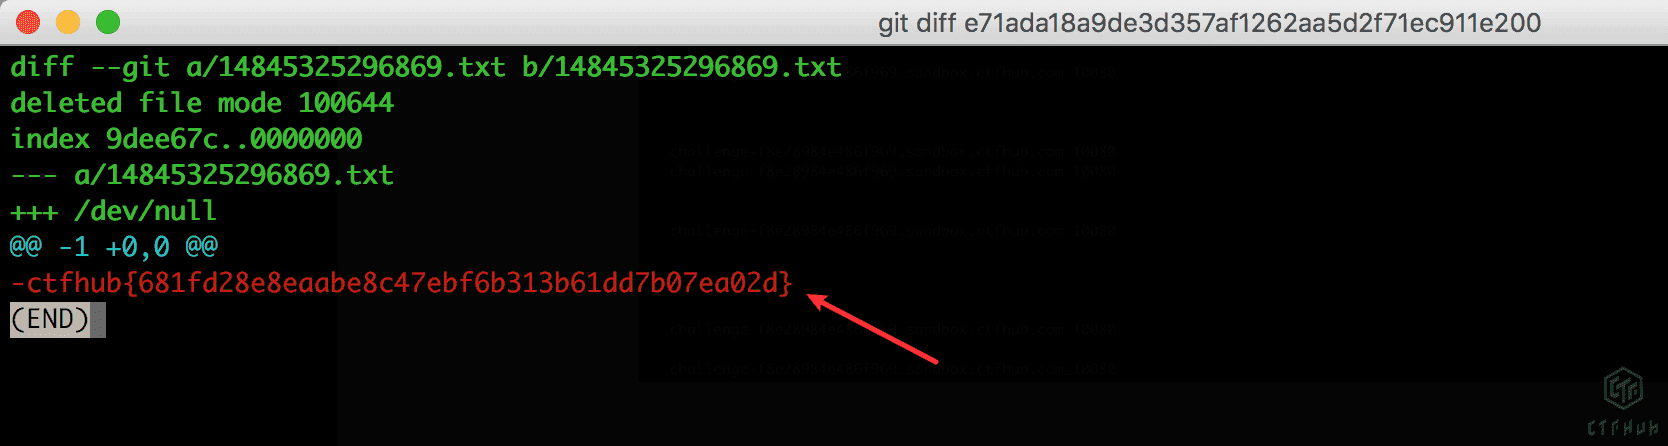 git diff e71ada18a9de3d357af1262aa5d2f71ec911e200
diff --git a/14845325296869.txt b/14845325296869.txt
deleted file mode 100644
index 9dee67c..0000000
--- a/14845325296869.txt
+++ /dev/null
@@ -1 +0,0 @@
-ctfhub{681fd28e8eaabe8c47ebf6b313b61dd7b07ea02d}
(END)
CTFHub